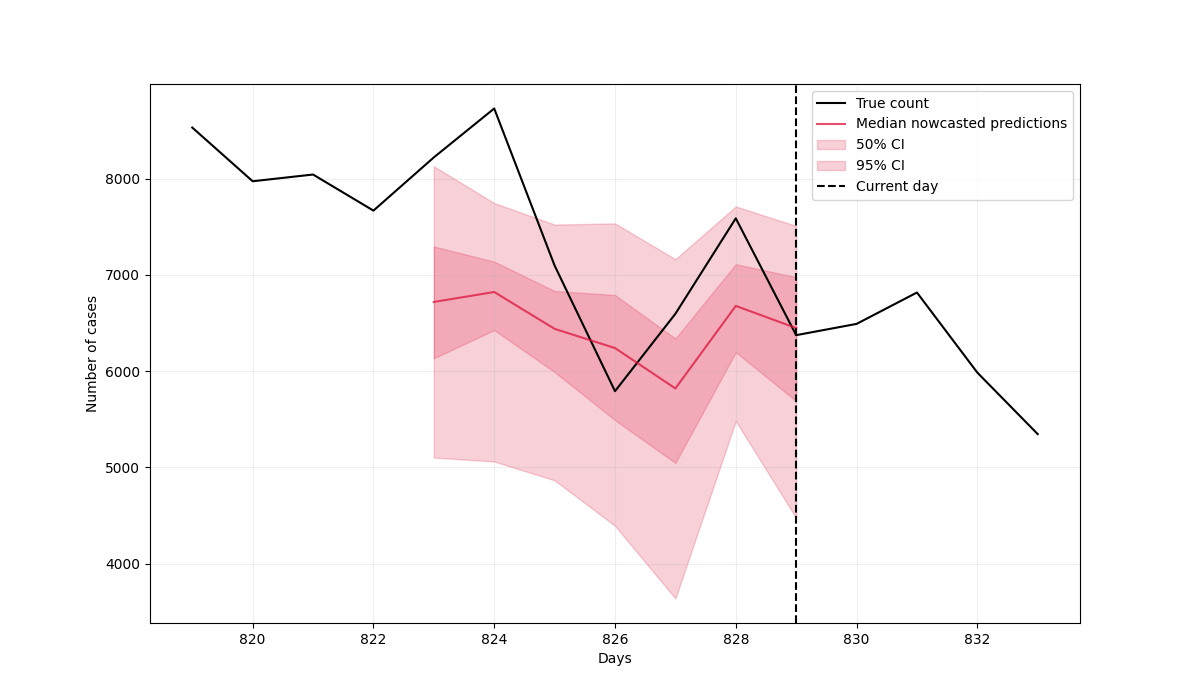 True count
Median nowcasted predictions
50% CI
95% CI
Current day
Number of cases
8000
7000
6000
5000
4000
820 822 824 826 828 830 832
Days